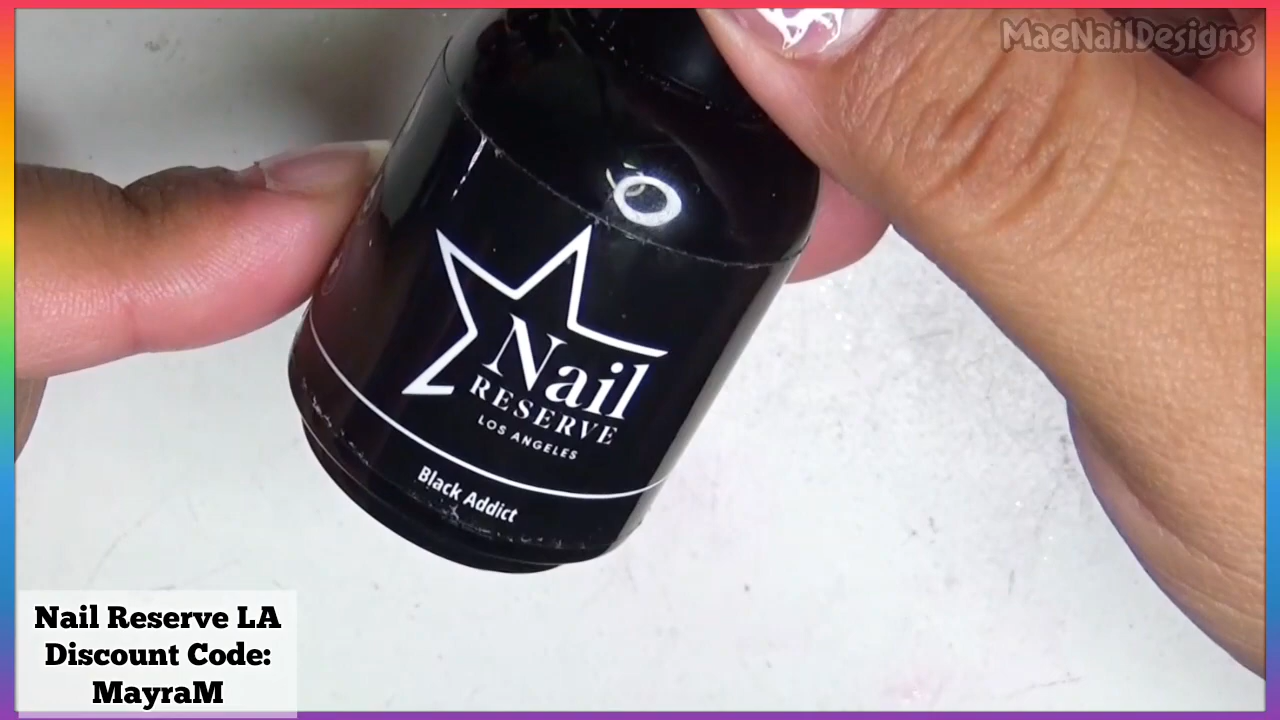 MaeNailDesigns
Nail
RESERVE
LOS ANGELES
Black Addict
Nail Reserve LA
Discount Code:
MayraM